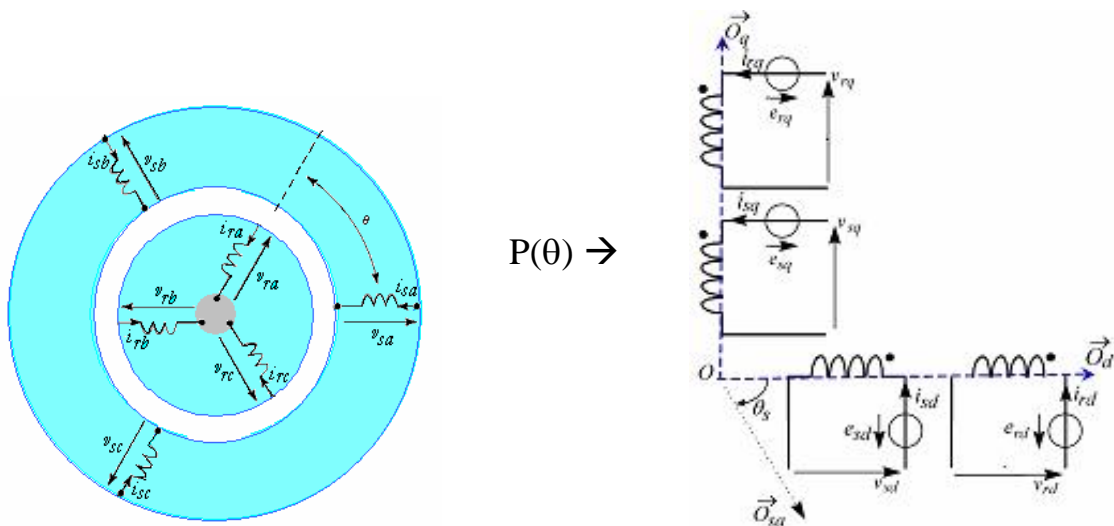 i_sb
v_sb
θ
i_ra
v_ra
i_sa
v_rb
v_sa
i_rb
v_rc
i_rc
v_sc
i_sc
P(θ) →
O_q
i_rq
v_rq
e_rq
i_sq
v_sq
e_sq
O
O_d
θ_s
i_sd
i_rd
e_sd
e_rd
v_sd
v_rd
O_sa